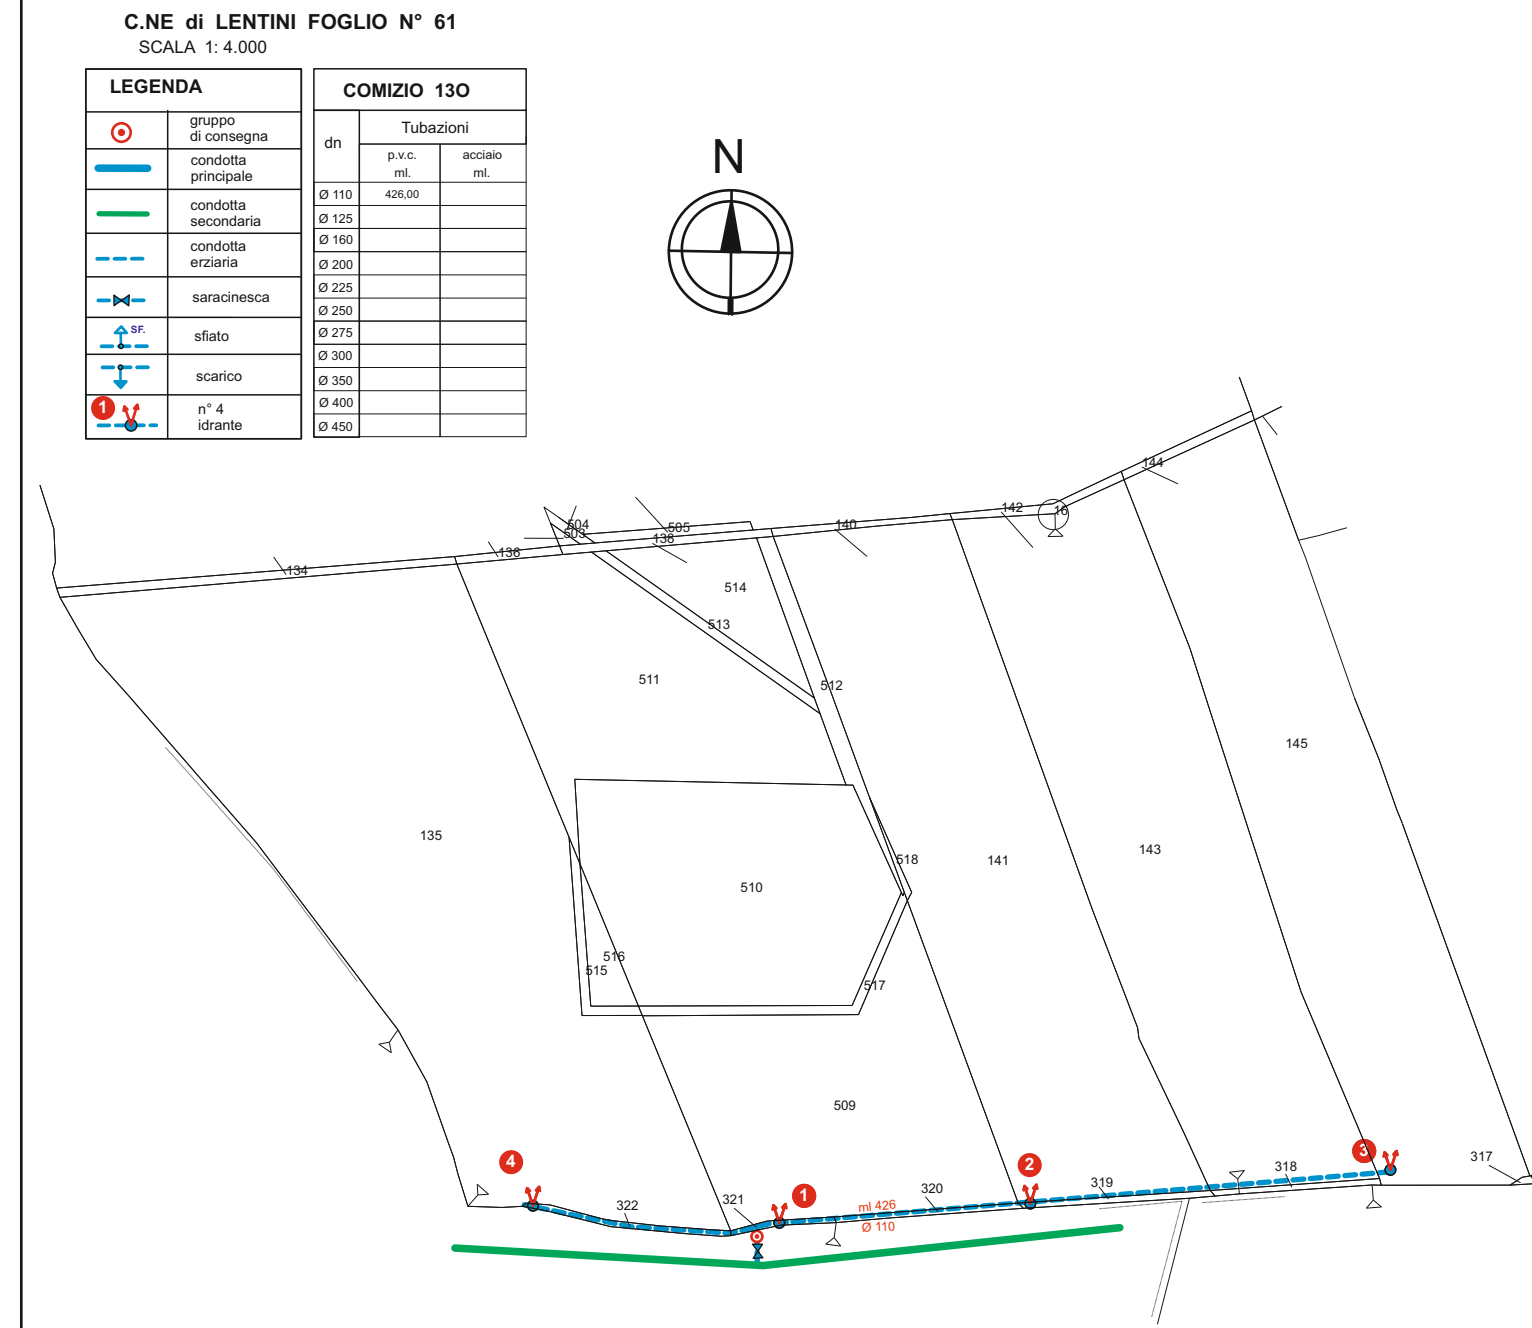 C.NE di LENTINI FOGLIO N° 61
SCALA 1: 4.000
LEGENDA
gruppo
di consegna
condotta
principale
condotta
secondaria
condotta
erziaria
saracinesca
SF.
sfiato
scarico
1
n° 4
idrante
COMIZIO 13O
dn
Tubazioni
p.v.c.
ml.
acciaio
ml.
Ø 110 426,00
Ø 125
Ø 160
Ø 200
Ø 225
Ø 250
Ø 275
Ø 300
Ø 350
Ø 400
Ø 450
N
144
142
16
140
504
505
503
138
136
134
514
513
511
512
145
135
143
141
518
510
516
515
517
509
4
2
3
317
318
319
320
1
321
322
ml 426
Ø 110